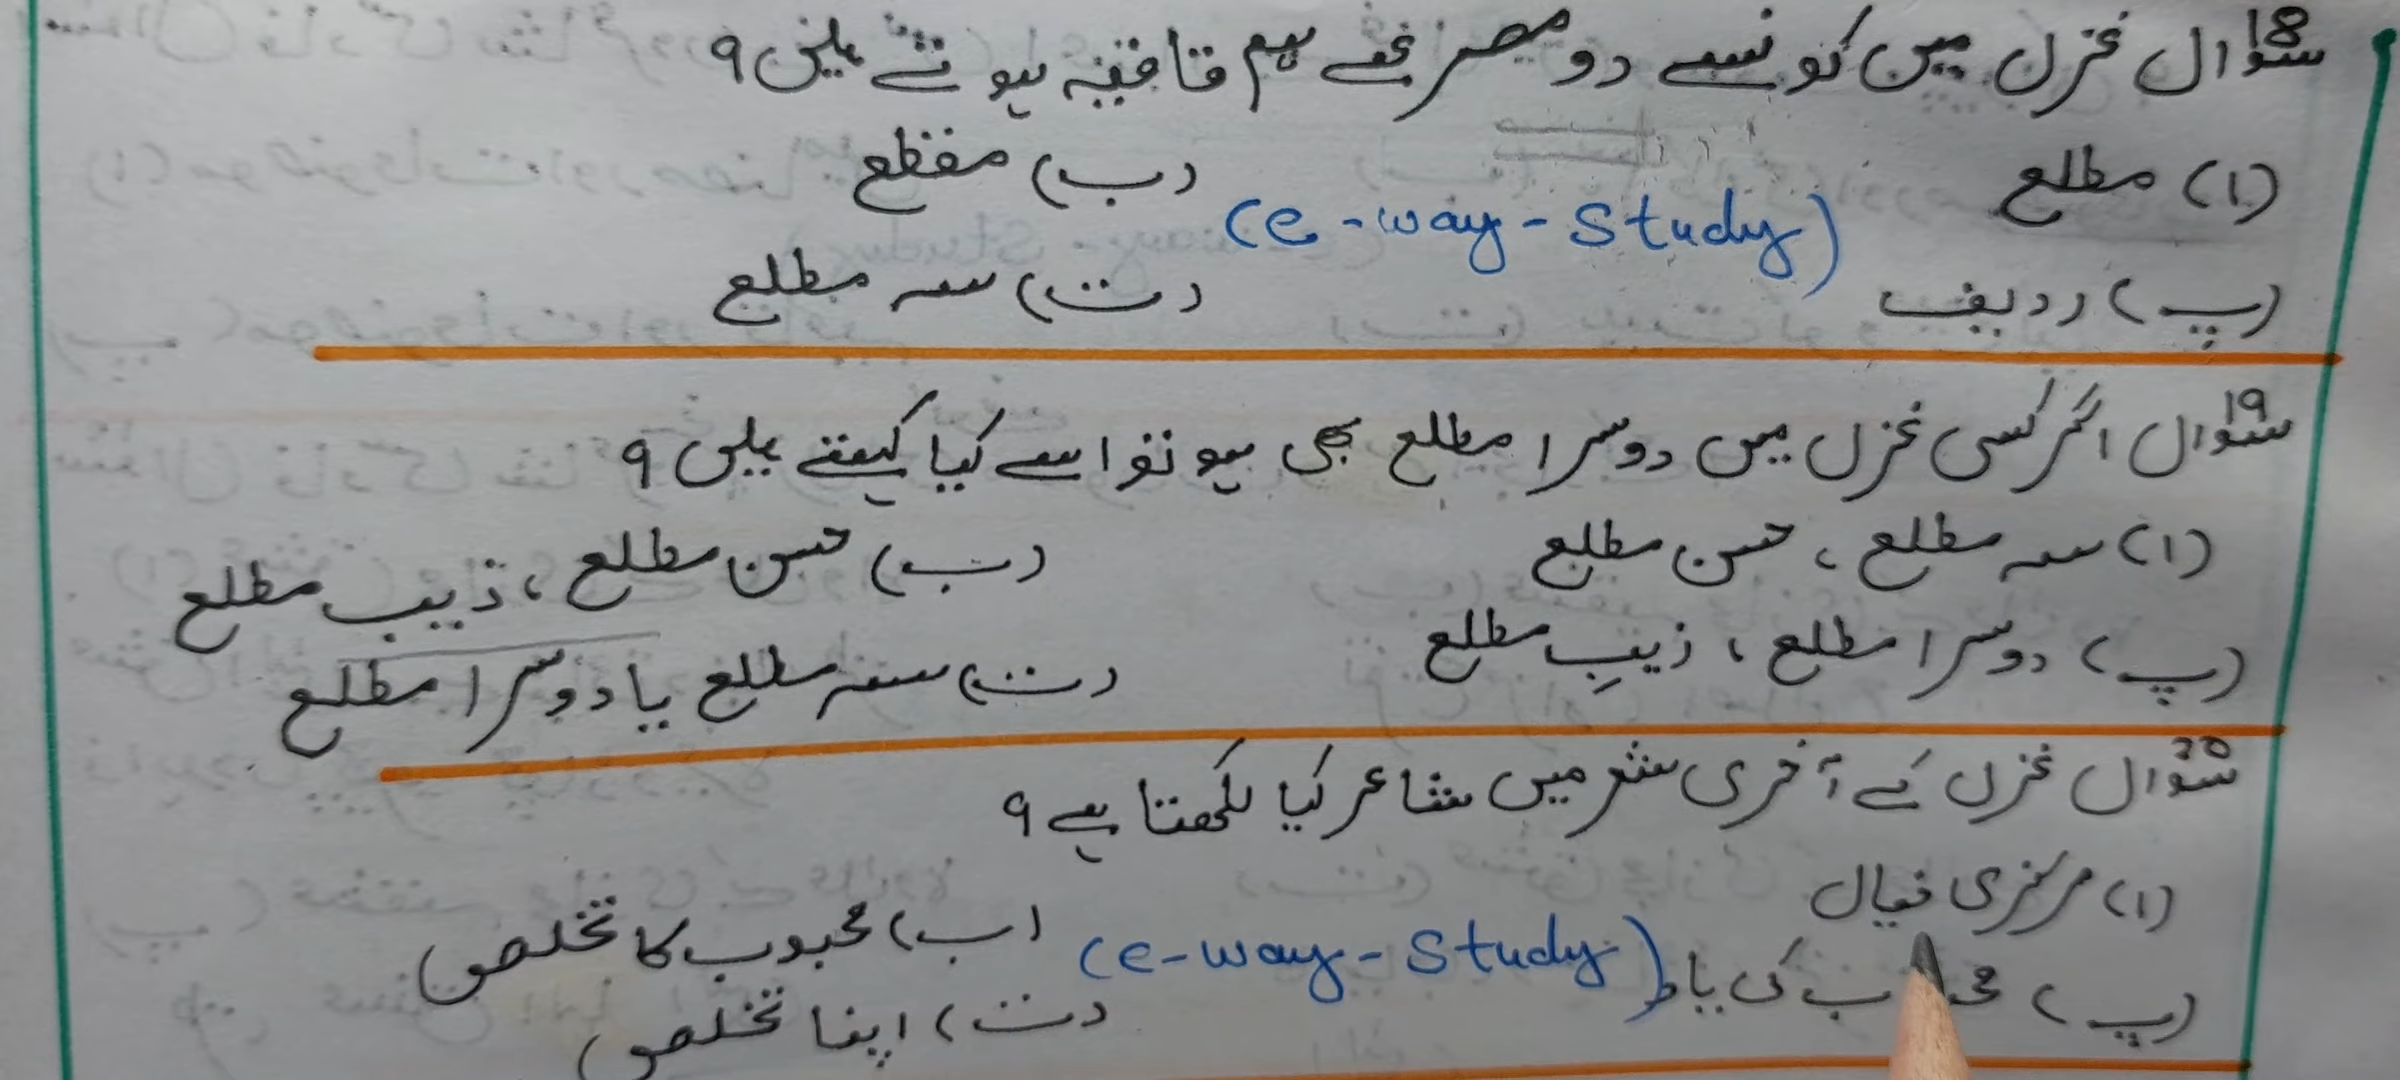 سوال 18 غزل میں کونسے دو مصرعے ہم قافیہ ہوتے ہیں؟
(ا) مطلع (ب) مقطع
(e-way-Study)
(پ) ردیف (ت) سہ مطلع
سوال 19 اگر کسی غزل میں دوسرا مطلع بھی ہو تو اسے کیا کہتے ہیں؟
(ا) سہ مطلع، حسن مطلع (ب) حسن مطلع، ذیب مطلع
(پ) دوسرا مطلع، زیبِ مطلع (ت) سہ مطلع یا دوسرا مطلع
سوال 20 غزل کے آخری شعر میں شاعر کیا لکھتا ہے؟
(ا) مرکزی خیال (ب) محبوب کا تخلص
(e-way-Study)
(پ) کی یاد (ت) اپنا تخلص